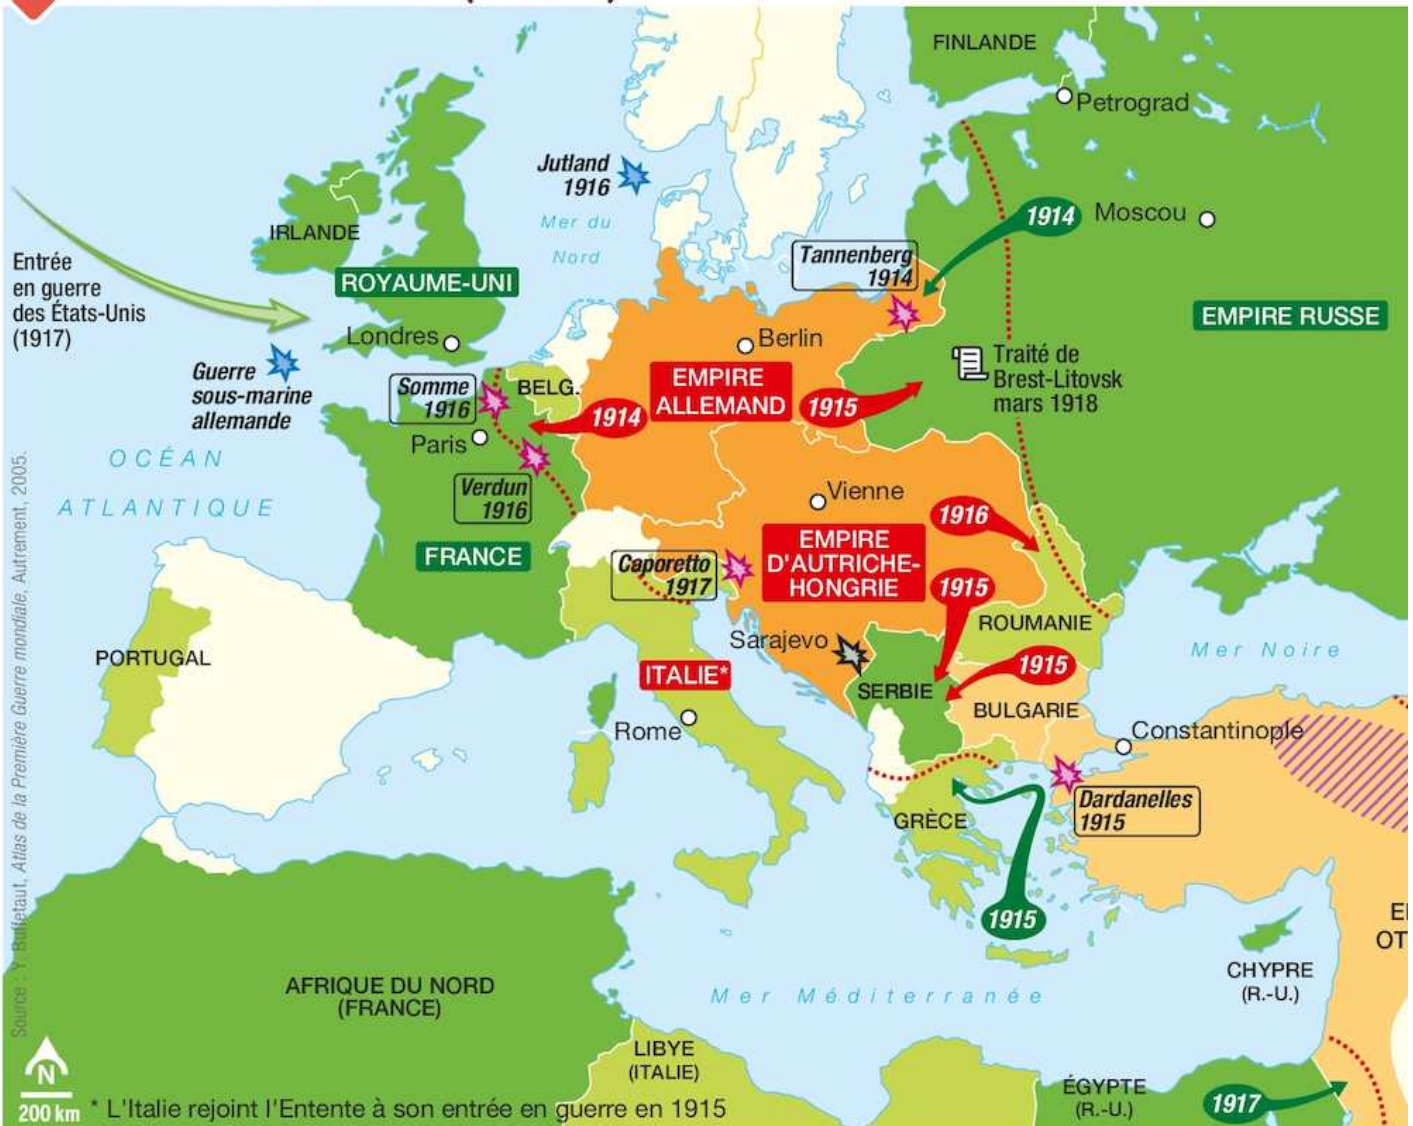 FINLANDE
Petrograd
Jutland
1916
Mer du
Nord
1914
Moscou
IRLANDE
Tannenberg
1914
Entrée
en guerre
des États-Unis
(1917)
ROYAUME-UNI
EMPIRE RUSSE
Londres
Berlin
Guerre
sous-marine
allemande
Somme
1916
BELG.
EMPIRE
ALLEMAND
1915
Traité de
Brest-Litovsk
mars 1918
1914
Paris
OCÉAN
ATLANTIQUE
Verdun
1916
Vienne
1916
FRANCE
Caporetto
1917
EMPIRE
D'AUTRICHE-
HONGRIE
1915
ROUMANIE
Sarajevo
Mer Noire
PORTUGAL
ITALIE*
SERBIE
1915
BULGARIE
Rome
Constantinople
Dardanelles
1915
GRÈCE
1915
CHYPRE
(R.-U.)
AFRIQUE DU NORD
(FRANCE)
Mer Méditerranée
LIBYE
(ITALIE)
ÉGYPTE
(R.-U.)
1917
N
200 km
* L'Italie rejoint l'Entente à son entrée en guerre en 1915
Source : Y. Atlas de la Première Guerre mondiale, Autrement, 2005.